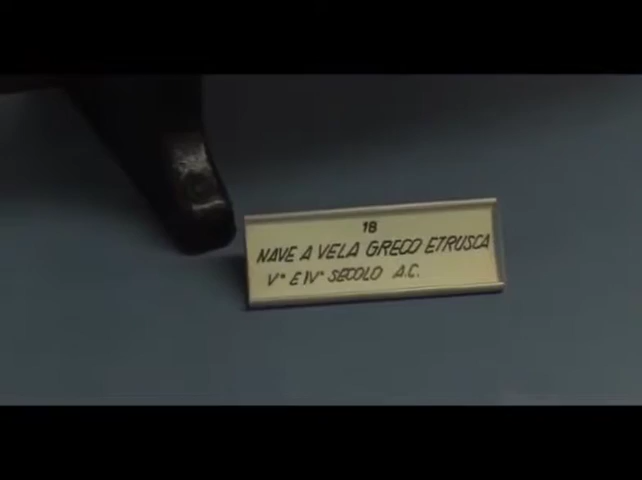 18
NAVE A VELA GRECO ETRUSCA
V° E IV° SECOLO A.C.